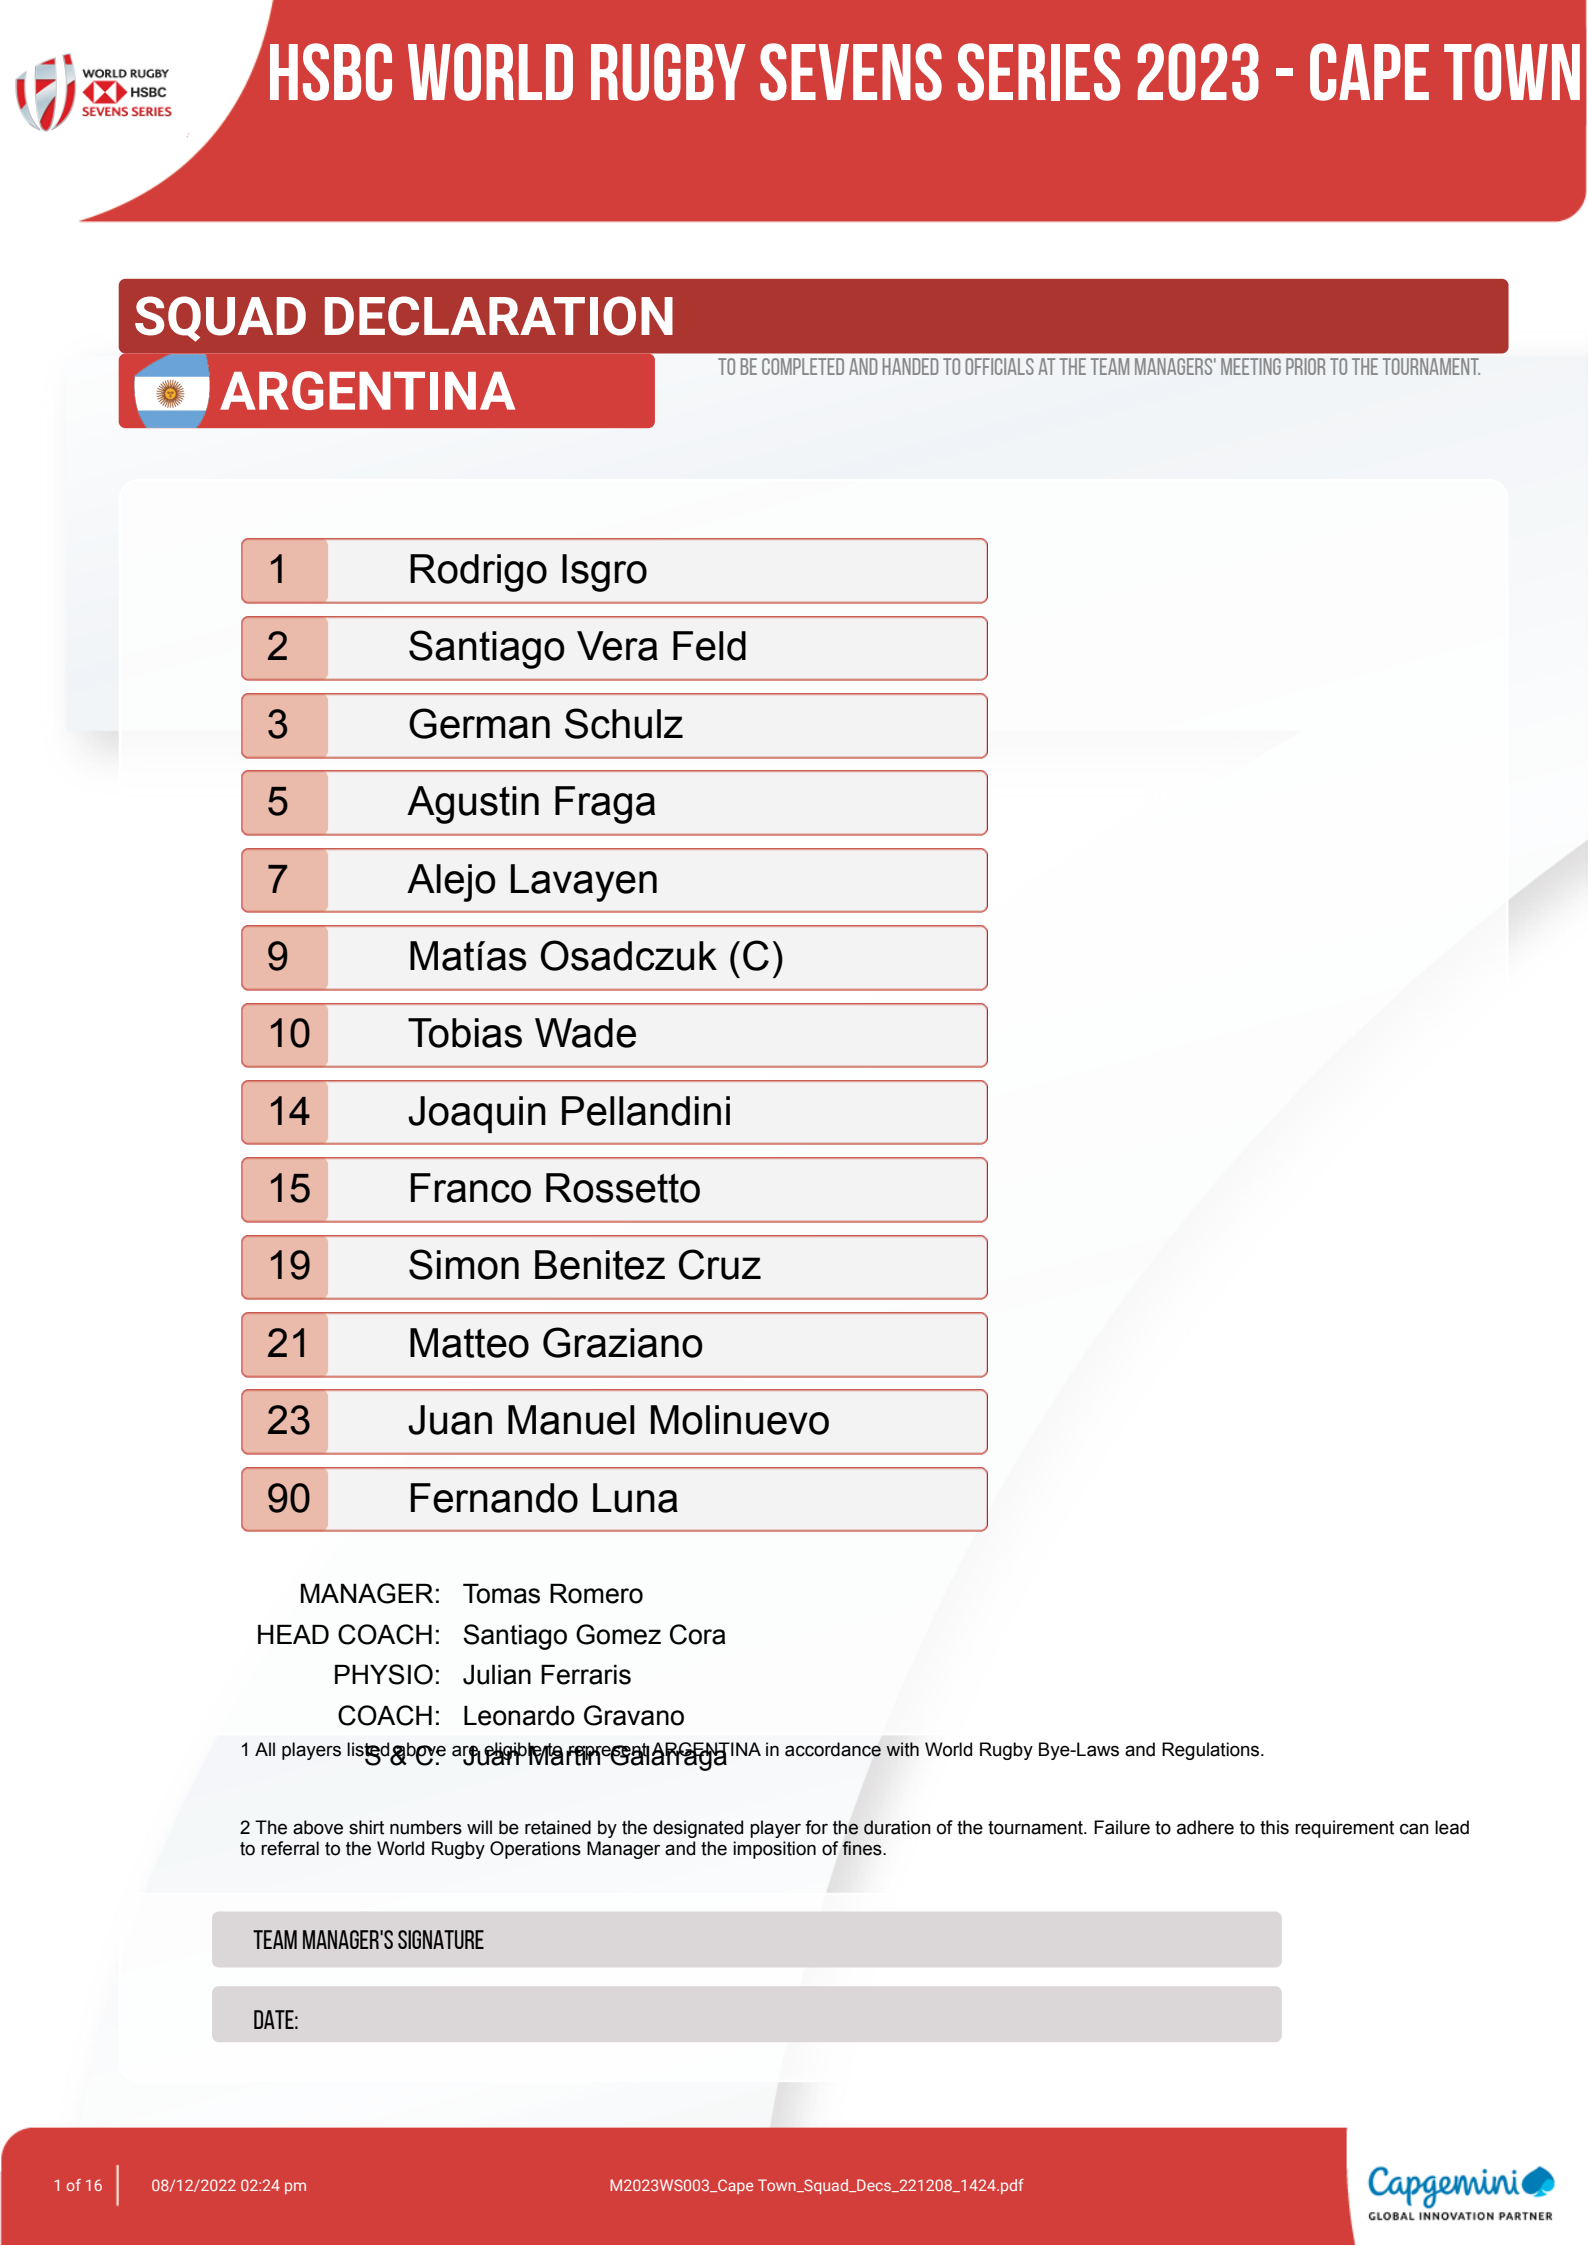 WORLD RUGBY
HSBC
SEVENS SERIES
HSBC WORLD RUGBY SEVENS SERIES 2023 - CAPE TOWN
SQUAD DECLARATION
ARGENTINA
TO BE COMPLETED AND HANDED TO OFFICIALS AT THE TEAM MANAGERS' MEETING PRIOR TO THE TOURNAMENT.
1 Rodrigo Isgro
2 Santiago Vera Feld
3 German Schulz
5 Agustin Fraga
7 Alejo Lavayen
9 Matías Osadczuk (C)
10 Tobias Wade
14 Joaquin Pellandini
15 Franco Rossetto
19 Simon Benitez Cruz
21 Matteo Graziano
23 Juan Manuel Molinuevo
90 Fernando Luna
MANAGER: Tomas Romero
HEAD COACH: Santiago Gomez Cora
PHYSIO: Julian Ferraris
COACH: Leonardo Gravano
S & C: Juan Martin Galarraga
1 All players listed above are eligible to represent ARGENTINA in accordance with World Rugby Bye-Laws and Regulations.
2 The above shirt numbers will be retained by the designated player for the duration of the tournament. Failure to adhere to this requirement can lead
to referral to the World Rugby Operations Manager and the imposition of fines.
TEAM MANAGER'S SIGNATURE
DATE:
1 of 16 08/12/2022 02:24 pm M2023WS003_Cape Town_Squad_Decs_221208_1424.pdf
Capgemini
GLOBAL INNOVATION PARTNER